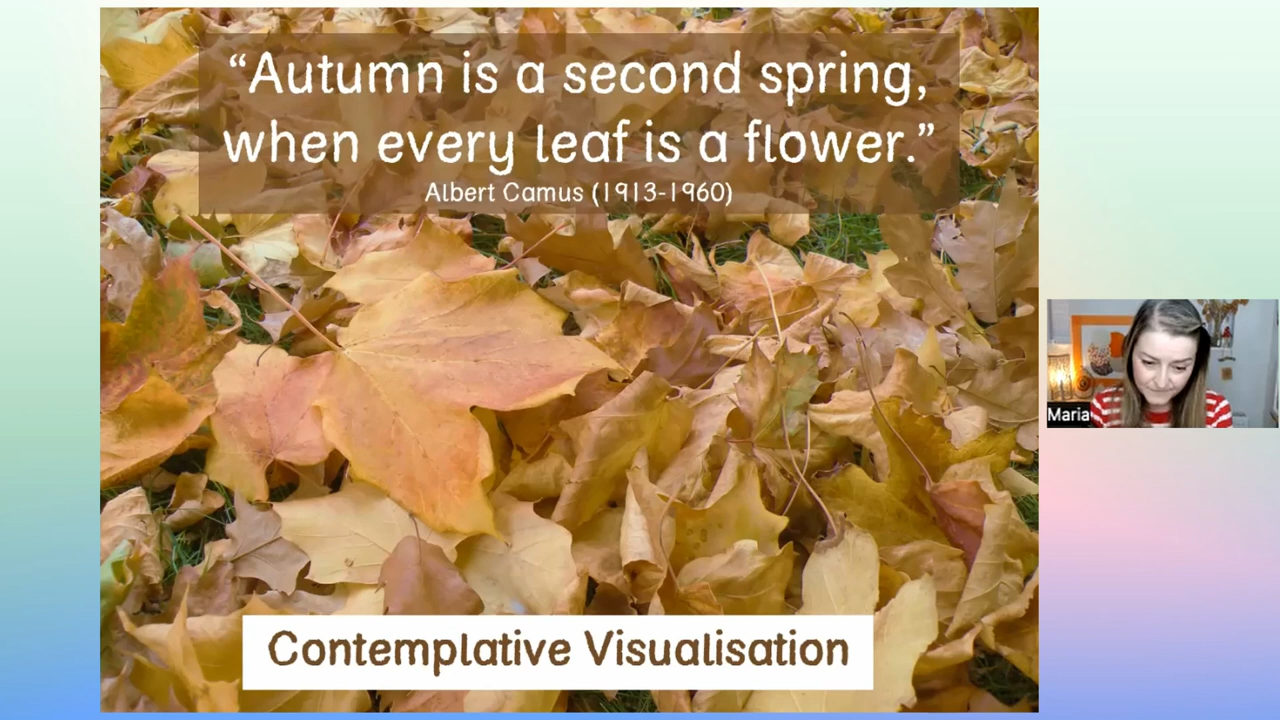 “Autumn is a second spring,
when every leaf is a flower.”
Albert Camus (1913-1960)
Contemplative Visualisation
Maria